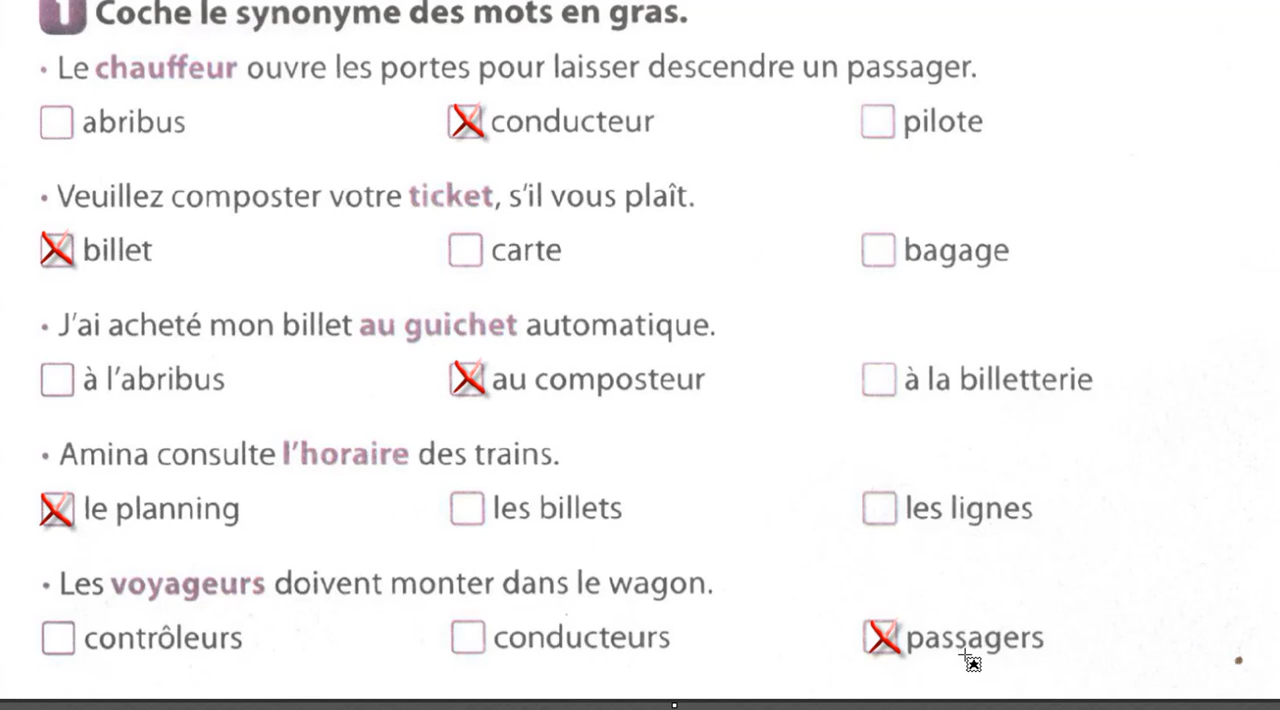 1 Coche le synonyme des mots en gras.
• Le chauffeur ouvre les portes pour laisser descendre un passager.
abribus conducteur pilote
• Veuillez composter votre ticket, s'il vous plaît.
billet carte bagage
• J'ai acheté mon billet au guichet automatique.
à l'abribus au composteur à la billetterie
• Amina consulte l'horaire des trains.
le planning les billets les lignes
• Les voyageurs doivent monter dans le wagon.
contrôleurs conducteurs passagers